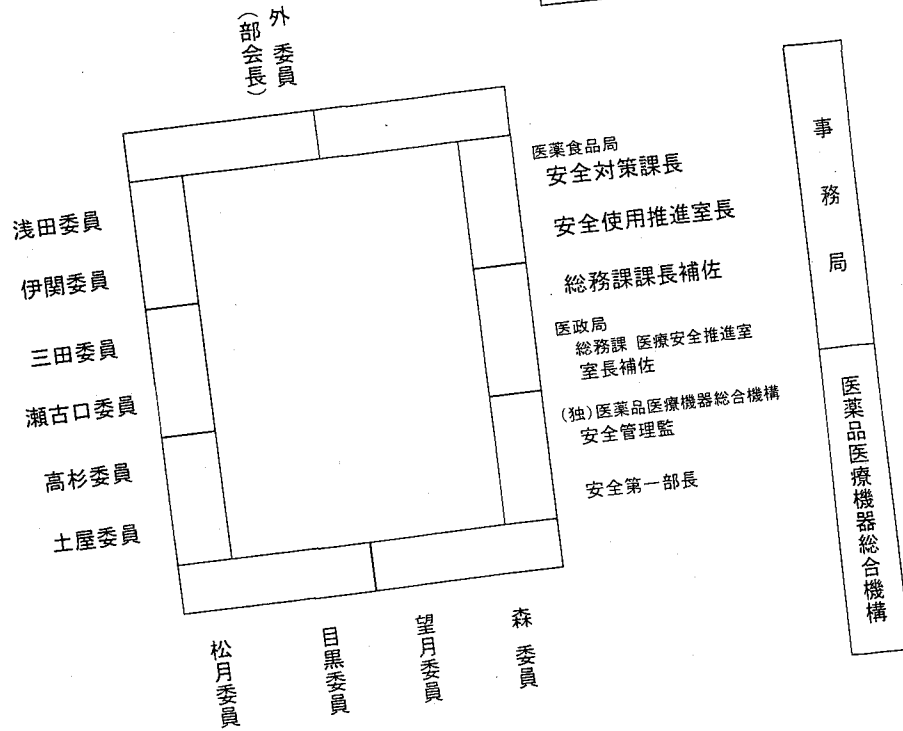 外 委員
(部会長)
浅田委員
伊関委員
三田委員
瀬古口委員
高杉委員
土屋委員
医薬食品局
安全対策課長
安全使用推進室長
総務課課長補佐
医政局
総務課 医療安全推進室
室長補佐
(独)医薬品医療機器総合機構
安全管理監
安全第一部長
松月委員
目黒委員
望月委員
森 委員
事務局
医薬品医療機器総合機構